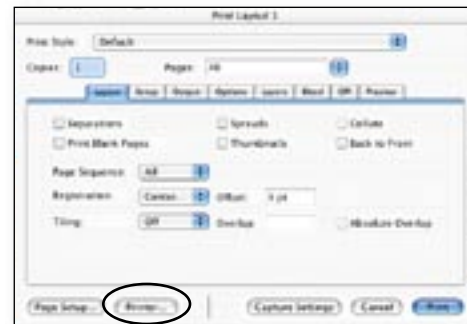 Print Layout 1
Print Style: Default
Copies: 1 Pages: All
Layout Setup Output Options Layers Bleed OPI Preview
Separations Spreads Collate
Print Blank Pages Thumbnails Back to Front
Page Sequence: All
Registration: Center... Offset: 9 pt
Tiling: Off Overlap: Absolute Overlap
Page Setup... Printer... Capture Settings Cancel Print